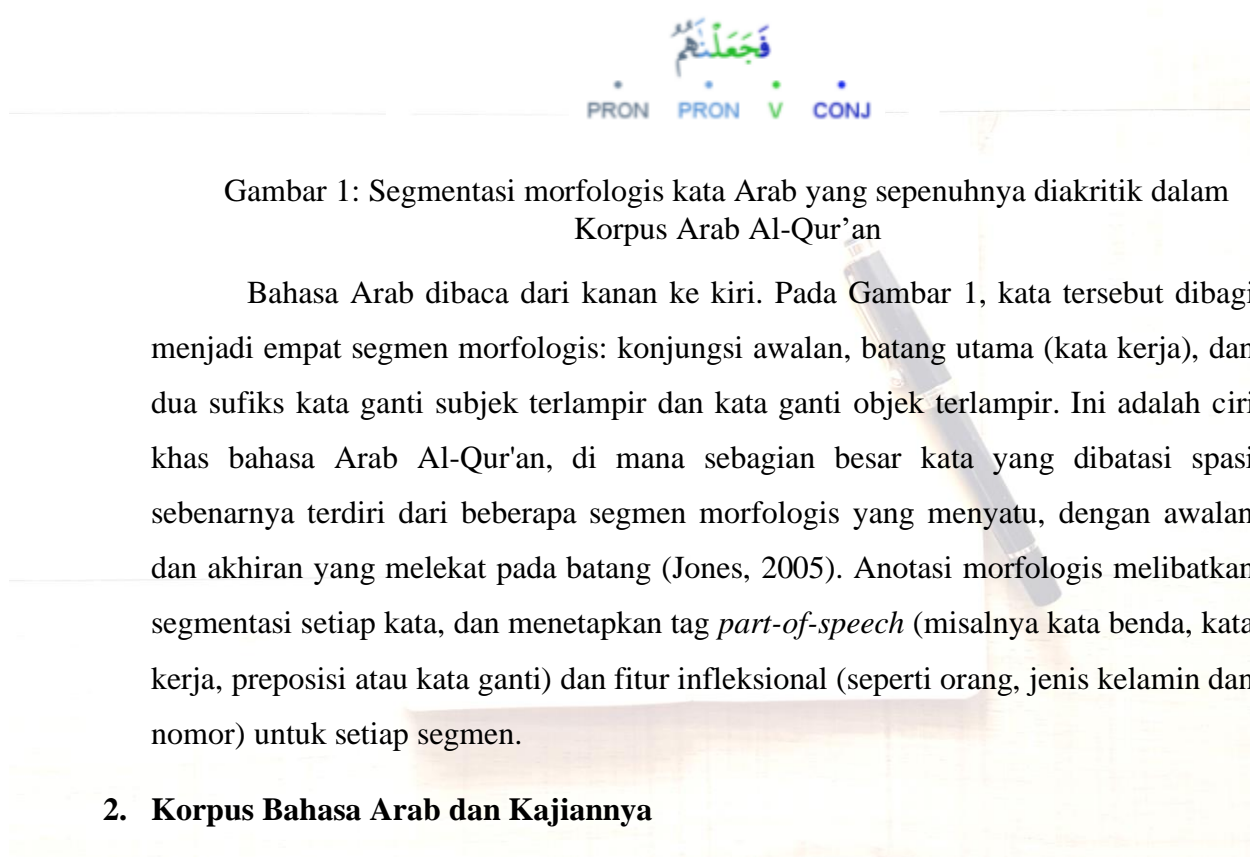 فَجَعَلْنَٰهُمُ
PRON PRON V CONJ
Gambar 1: Segmentasi morfologis kata Arab yang sepenuhnya diakritik dalam
Korpus Arab Al-Qur’an
Bahasa Arab dibaca dari kanan ke kiri. Pada Gambar 1, kata tersebut dibagi
menjadi empat segmen morfologis: konjungsi awalan, batang utama (kata kerja), dan
dua sufiks kata ganti subjek terlampir dan kata ganti objek terlampir. Ini adalah ciri
khas bahasa Arab Al-Qur'an, di mana sebagian besar kata yang dibatasi spasi
sebenarnya terdiri dari beberapa segmen morfologis yang menyatu, dengan awalan
dan akhiran yang melekat pada batang (Jones, 2005). Anotasi morfologis melibatkan
segmentasi setiap kata, dan menetapkan tag part-of-speech (misalnya kata benda, kata
kerja, preposisi atau kata ganti) dan fitur infleksional (seperti orang, jenis kelamin dan
nomor) untuk setiap segmen.
2. Korpus Bahasa Arab dan Kajiannya